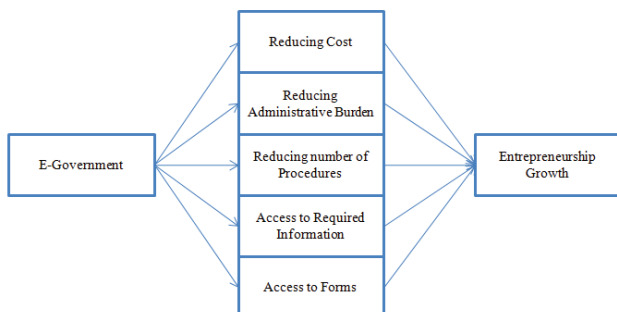 Reducing Cost
Reducing
Administrative Burden
E-Government
Reducing number of
Procedures
Entrepreneurship
Growth
Access to Required
Information
Access to Forms